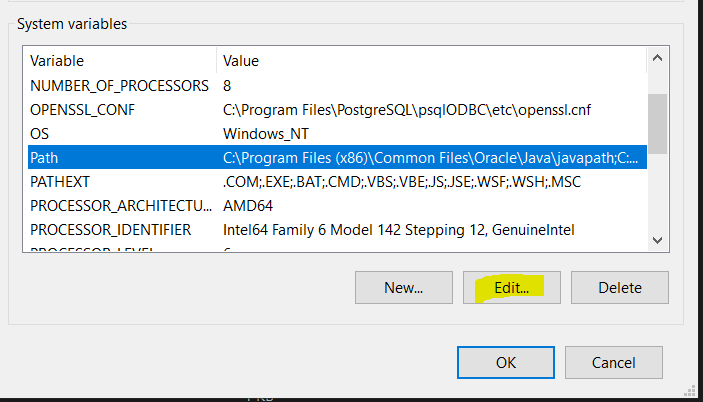 System variables
Variable Value
NUMBER_OF_PROCESSORS 8
OPENSSL_CONF C:\Program Files\PostgreSQL\psqlODBC\etc\openssl.cnf
OS Windows_NT
Path C:\Program Files (x86)\Common Files\Oracle\Java\javapath;C:...
PATHEXT .COM;.EXE;.BAT;.CMD;.VBS;.VBE;.JS;.JSE;.WSF;.WSH;.MSC
PROCESSOR_ARCHITECTU... AMD64
PROCESSOR_IDENTIFIER Intel64 Family 6 Model 142 Stepping 12, GenuineIntel
New... Edit... Delete
OK Cancel